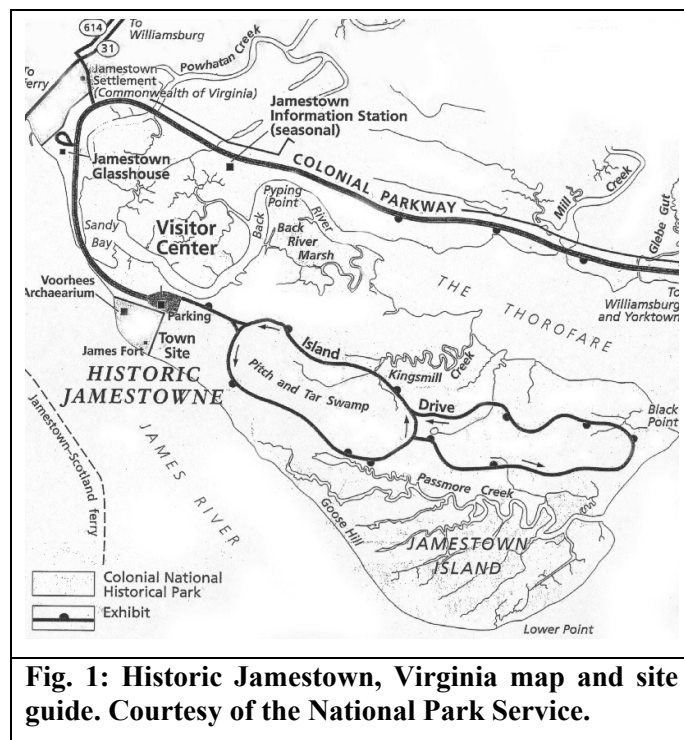 614
To
Williamsburg
31
To
ferry
Jamestown
Settlement
(Commonwealth of Virginia)
Powhatan Creek
Jamestown
Information Station
(seasonal)
Jamestown
Glasshouse
COLONIAL PARKWAY
Mill
Creek
Glebe Gut
Pyping
Point
Back
River
Back
River
Marsh
Sandy
Bay
Visitor
Center
THE THOROFARE
To
Williamsburg
and Yorktown
Voorhees
Archaearium
Parking
Town
Site
James Fort
HISTORIC
JAMESTOWNE
Island
Drive
Kingsmill
Creek
Pitch and Tar Swamp
Black
Point
Jamestown-Scotland ferry
JAMES RIVER
Goose Hill
Passmore Creek
JAMESTOWN
ISLAND
Lower Point
Colonial National
Historical Park
Exhibit
Fig. 1: Historic Jamestown, Virginia map and site
guide. Courtesy of the National Park Service.